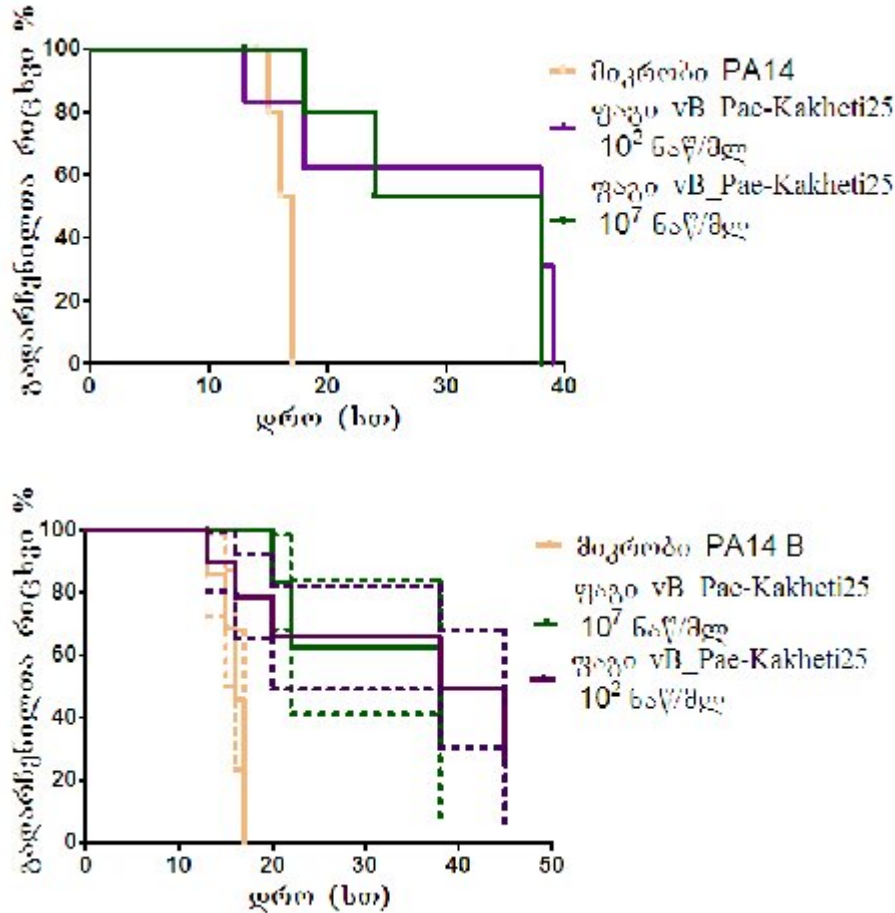 გადარჩენილთა რიცხვი %
100
80
60
40
20
0
0 10 20 30 40
დრო (სთ)
მიკრობი PA14
ფაგი vB_Pae-Kakheti25
10² ნაწ/მლ
ფაგი vB_Pae-Kakheti25
10⁷ ნაწ/მლ
გადარჩენილთა რიცხვი %
100
80
60
40
20
0
0 10 20 30 40 50
დრო (სთ)
მიკრობი PA14 B
ფაგი vB_Pae-Kakheti25
10⁷ ნაწ/მლ
ფაგი vB_Pae-Kakheti25
10² ნაწ/მლ